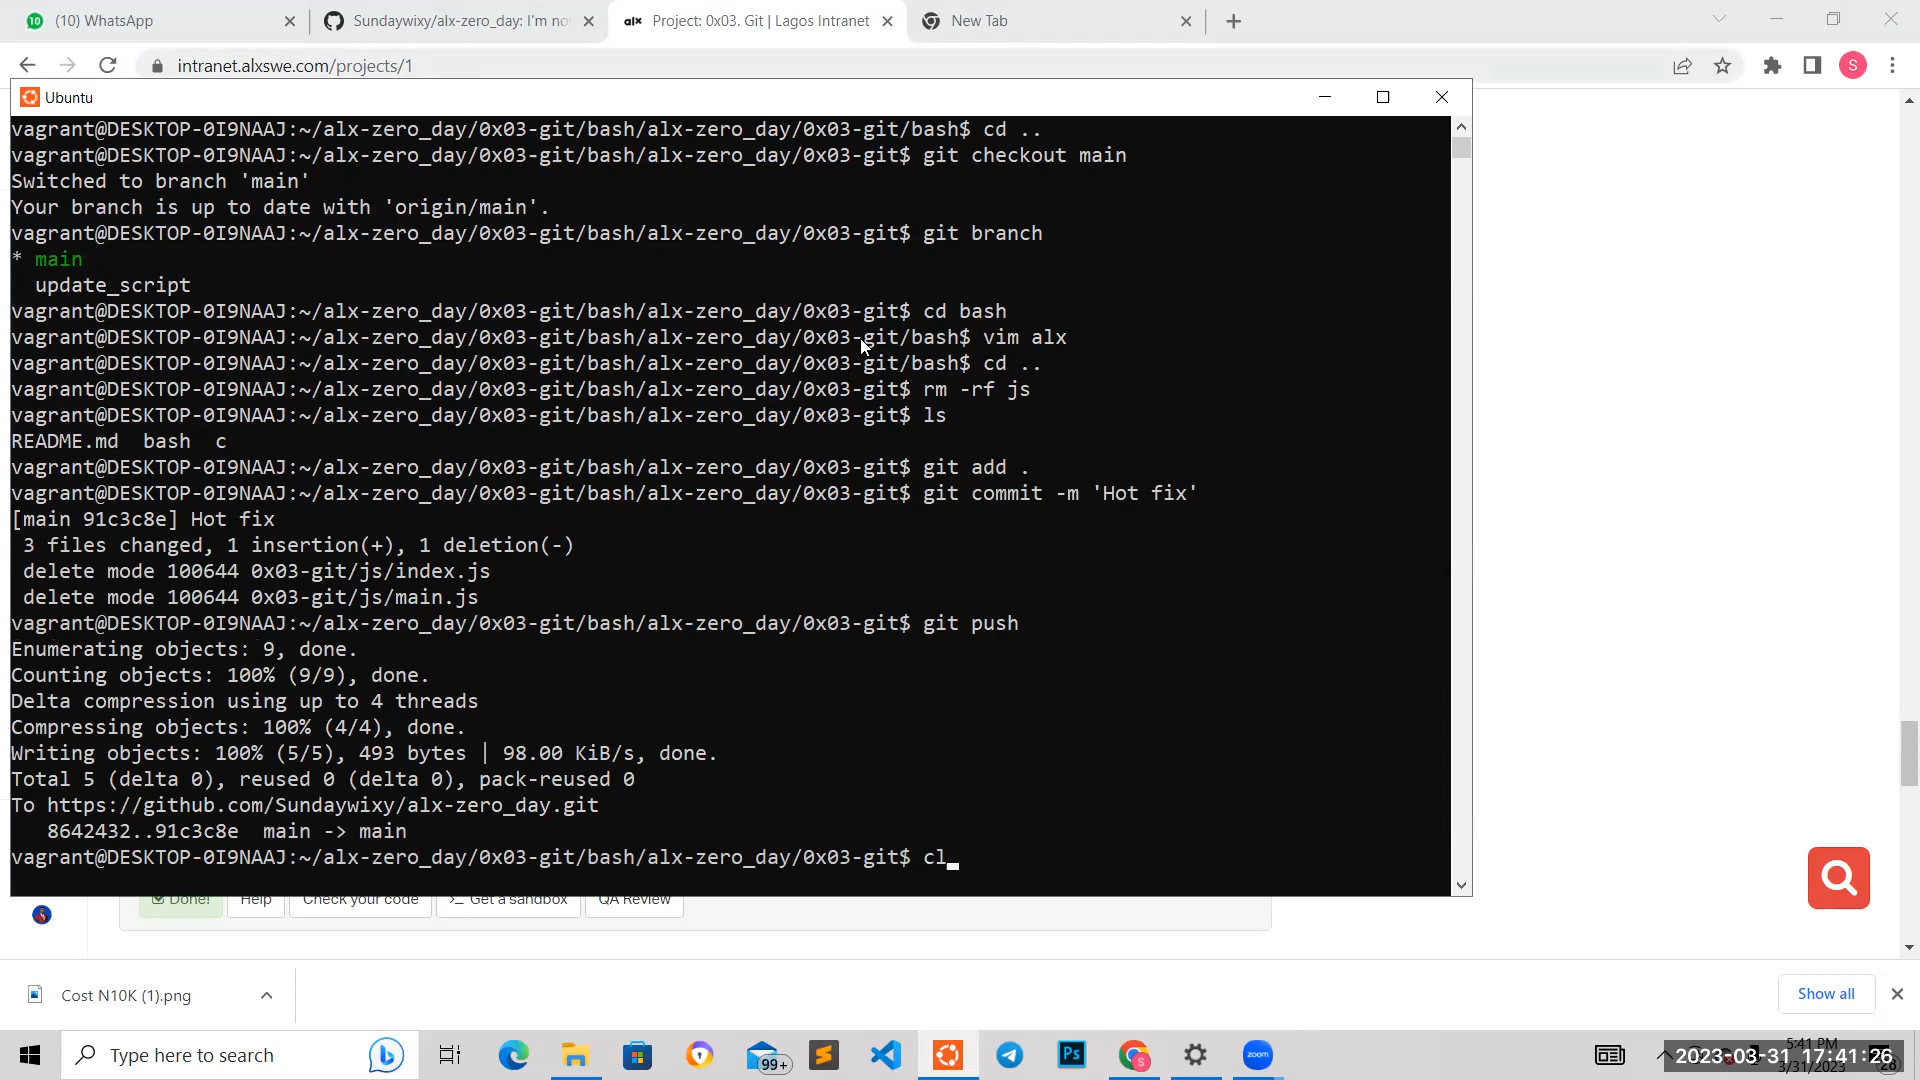 (10) WhatsApp
Sundaywixy/alx-zero_day: I'm no
Project: 0x03. Git | Lagos Intranet
New Tab
intranet.alxswe.com/projects/1
S
Ubuntu
vagrant@DESKTOP-0I9NAAJ:~/alx-zero_day/0x03-git/bash/alx-zero_day/0x03-git/bash$ cd ..
vagrant@DESKTOP-0I9NAAJ:~/alx-zero_day/0x03-git/bash/alx-zero_day/0x03-git$ git checkout main
Switched to branch 'main'
Your branch is up to date with 'origin/main'.
vagrant@DESKTOP-0I9NAAJ:~/alx-zero_day/0x03-git/bash/alx-zero_day/0x03-git$ git branch
* main
update_script
vagrant@DESKTOP-0I9NAAJ:~/alx-zero_day/0x03-git/bash/alx-zero_day/0x03-git$ cd bash
vagrant@DESKTOP-0I9NAAJ:~/alx-zero_day/0x03-git/bash/alx-zero_day/0x03-git/bash$ vim alx
vagrant@DESKTOP-0I9NAAJ:~/alx-zero_day/0x03-git/bash/alx-zero_day/0x03-git/bash$ cd ..
vagrant@DESKTOP-0I9NAAJ:~/alx-zero_day/0x03-git/bash/alx-zero_day/0x03-git$ rm -rf js
vagrant@DESKTOP-0I9NAAJ:~/alx-zero_day/0x03-git/bash/alx-zero_day/0x03-git$ ls
README.md bash c
vagrant@DESKTOP-0I9NAAJ:~/alx-zero_day/0x03-git/bash/alx-zero_day/0x03-git$ git add .
vagrant@DESKTOP-0I9NAAJ:~/alx-zero_day/0x03-git/bash/alx-zero_day/0x03-git$ git commit -m 'Hot fix'
[main 91c3c8e] Hot fix
3 files changed, 1 insertion(+), 1 deletion(-)
delete mode 100644 0x03-git/js/index.js
delete mode 100644 0x03-git/js/main.js
vagrant@DESKTOP-0I9NAAJ:~/alx-zero_day/0x03-git/bash/alx-zero_day/0x03-git$ git push
Enumerating objects: 9, done.
Counting objects: 100% (9/9), done.
Delta compression using up to 4 threads
Compressing objects: 100% (4/4), done.
Writing objects: 100% (5/5), 493 bytes | 98.00 KiB/s, done.
Total 5 (delta 0), reused 0 (delta 0), pack-reused 0
To https://github.com/Sundaywixy/alx-zero_day.git
8642432..91c3c8e main -> main
vagrant@DESKTOP-0I9NAAJ:~/alx-zero_day/0x03-git/bash/alx-zero_day/0x03-git$ cl
Done! Help Check your code >_ Get a sandbox QA Review
Cost N10K (1).png
Show all
Type here to search
99+
Ps
zoom
5:41 PM
3/31/2023
2023-03-31 17:41:26
28